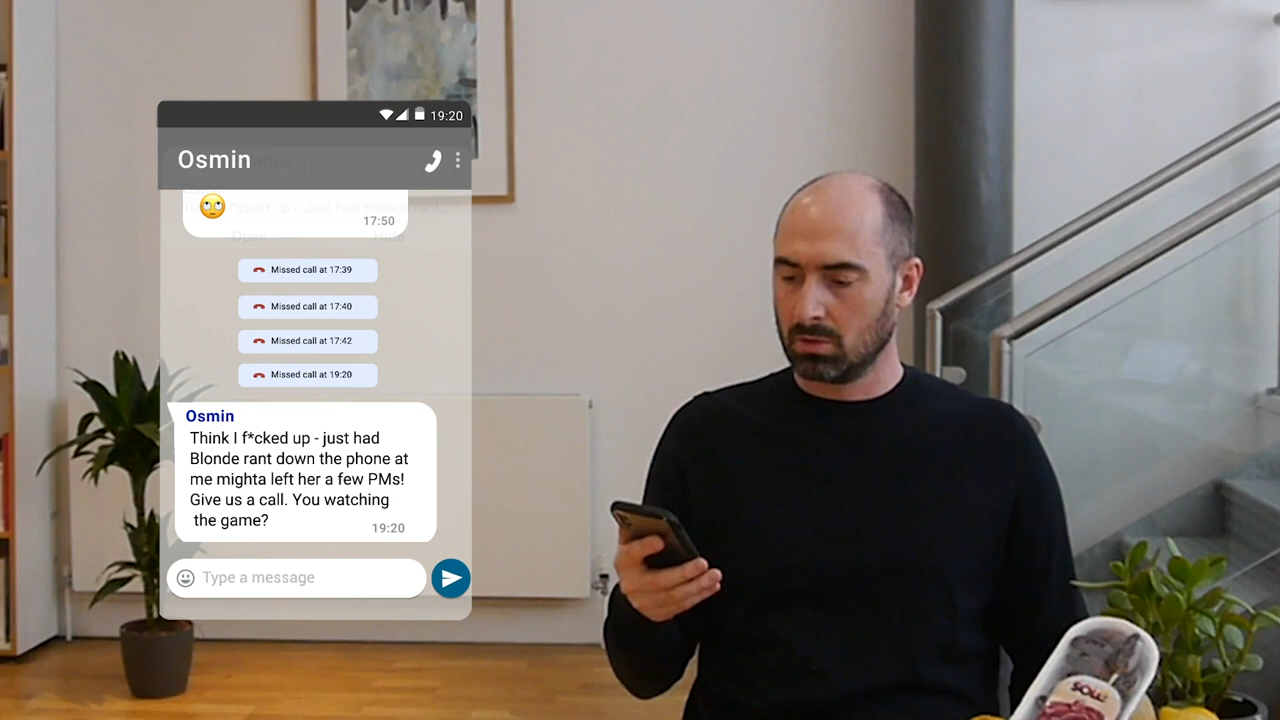 19:20
Osmin
17:50
Open
Hide
Missed call at 17:39
Missed call at 17:40
Missed call at 17:42
Missed call at 19:20
Osmin
Think I f*cked up - just had
Blonde rant down the phone at
me mighta left her a few PMs!
Give us a call. You watching
the game?
19:20
Type a message